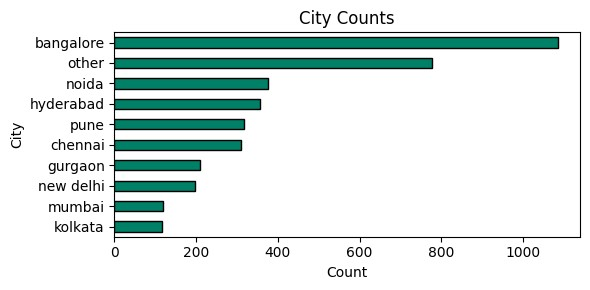 City Counts
bangalore
other
noida
hyderabad
pune
chennai
gurgaon
new delhi
mumbai
kolkata
City
0 200 400 600 800 1000
Count